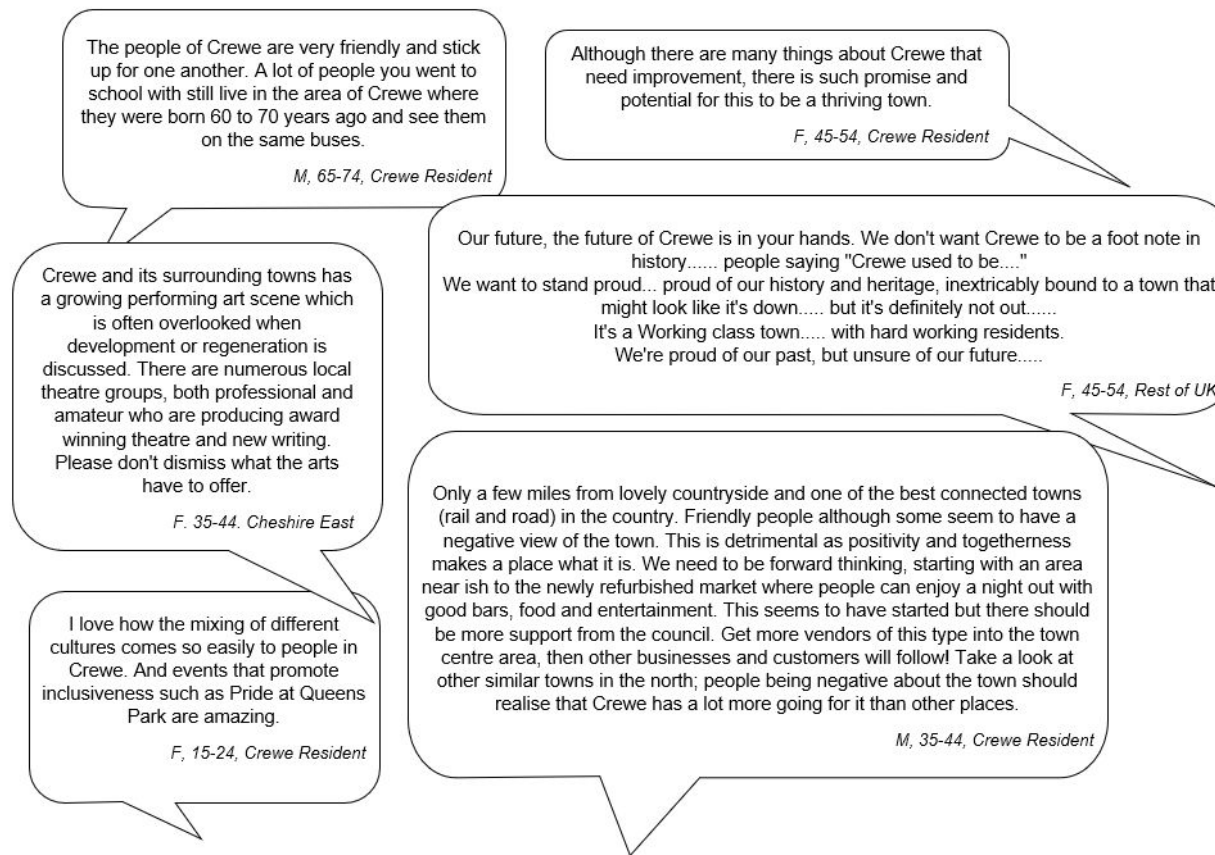 The people of Crewe are very friendly and stick
up for one another. A lot of people you went to
school with still live in the area of Crewe where
they were born 60 to 70 years ago and see them
on the same buses.
M, 65-74, Crewe Resident
Although there are many things about Crewe that
need improvement, there is such promise and
potential for this to be a thriving town.
F, 45-54, Crewe Resident
Our future, the future of Crewe is in your hands. We don't want Crewe to be a foot note in
history...... people saying "Crewe used to be...."
We want to stand proud... proud of our history and heritage, inextricably bound to a town that
might look like it's down..... but it's definitely not out......
It's a Working class town..... with hard working residents.
We're proud of our past, but unsure of our future.....
F, 45-54, Rest of UK
Crewe and its surrounding towns has
a growing performing art scene which
is often overlooked when
development or regeneration is
discussed. There are numerous local
theatre groups, both professional and
amateur who are producing award
winning theatre and new writing.
Please don't dismiss what the arts
have to offer.
F. 35-44. Cheshire East
Only a few miles from lovely countryside and one of the best connected towns
(rail and road) in the country. Friendly people although some seem to have a
negative view of the town. This is detrimental as positivity and togetherness
makes a place what it is. We need to be forward thinking, starting with an area
near ish to the newly refurbished market where people can enjoy a night out with
good bars, food and entertainment. This seems to have started but there should
be more support from the council. Get more vendors of this type into the town
centre area, then other businesses and customers will follow! Take a look at
other similar towns in the north; people being negative about the town should
realise that Crewe has a lot more going for it than other places.
M, 35-44, Crewe Resident
I love how the mixing of different
cultures comes so easily to people in
Crewe. And events that promote
inclusiveness such as Pride at Queens
Park are amazing.
F, 15-24, Crewe Resident